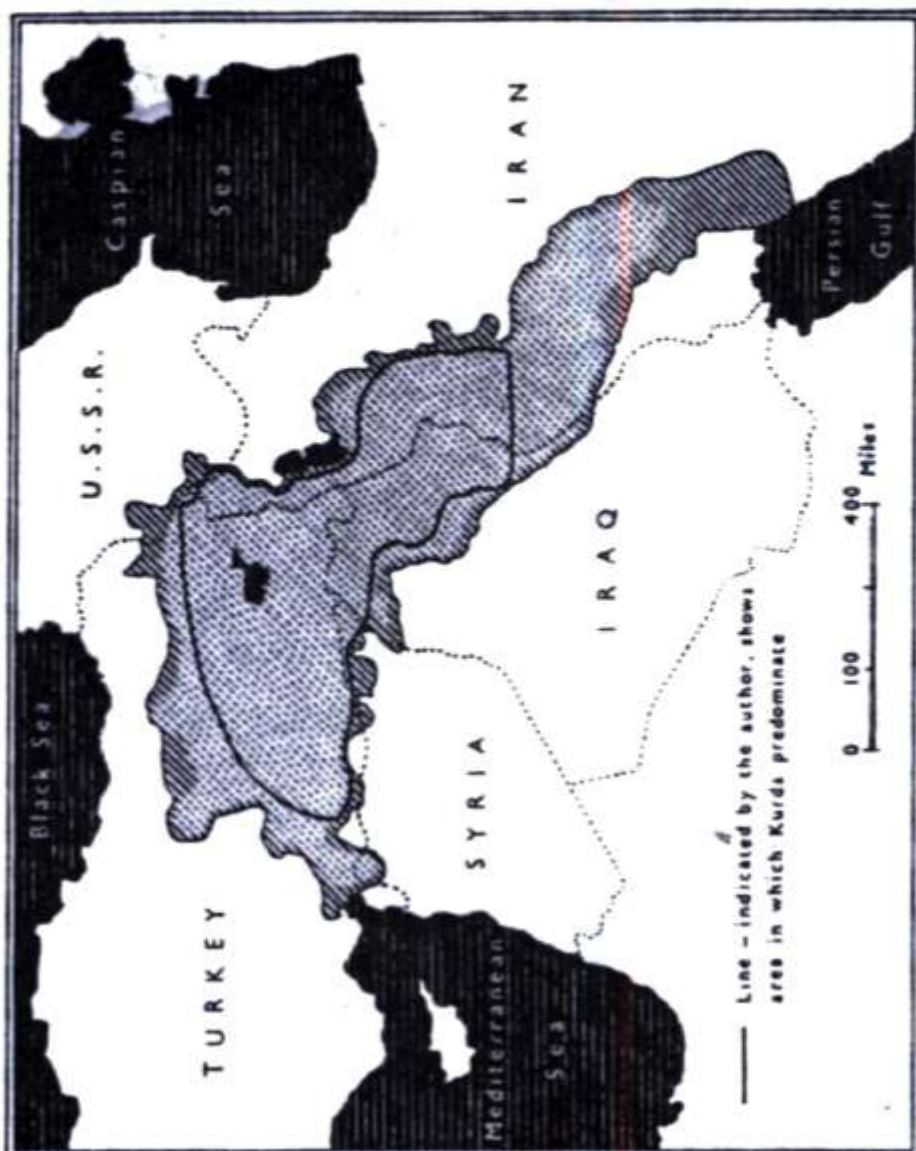 Black Sea
U.S.S.R.
Caspian
Sea
TURKEY
IRAN
Mediterranean
Sea
SYRIA
IRAQ
Persian
Gulf
Line – indicated by the author, shows
area in which Kurds predominate
0 100 400 Miles